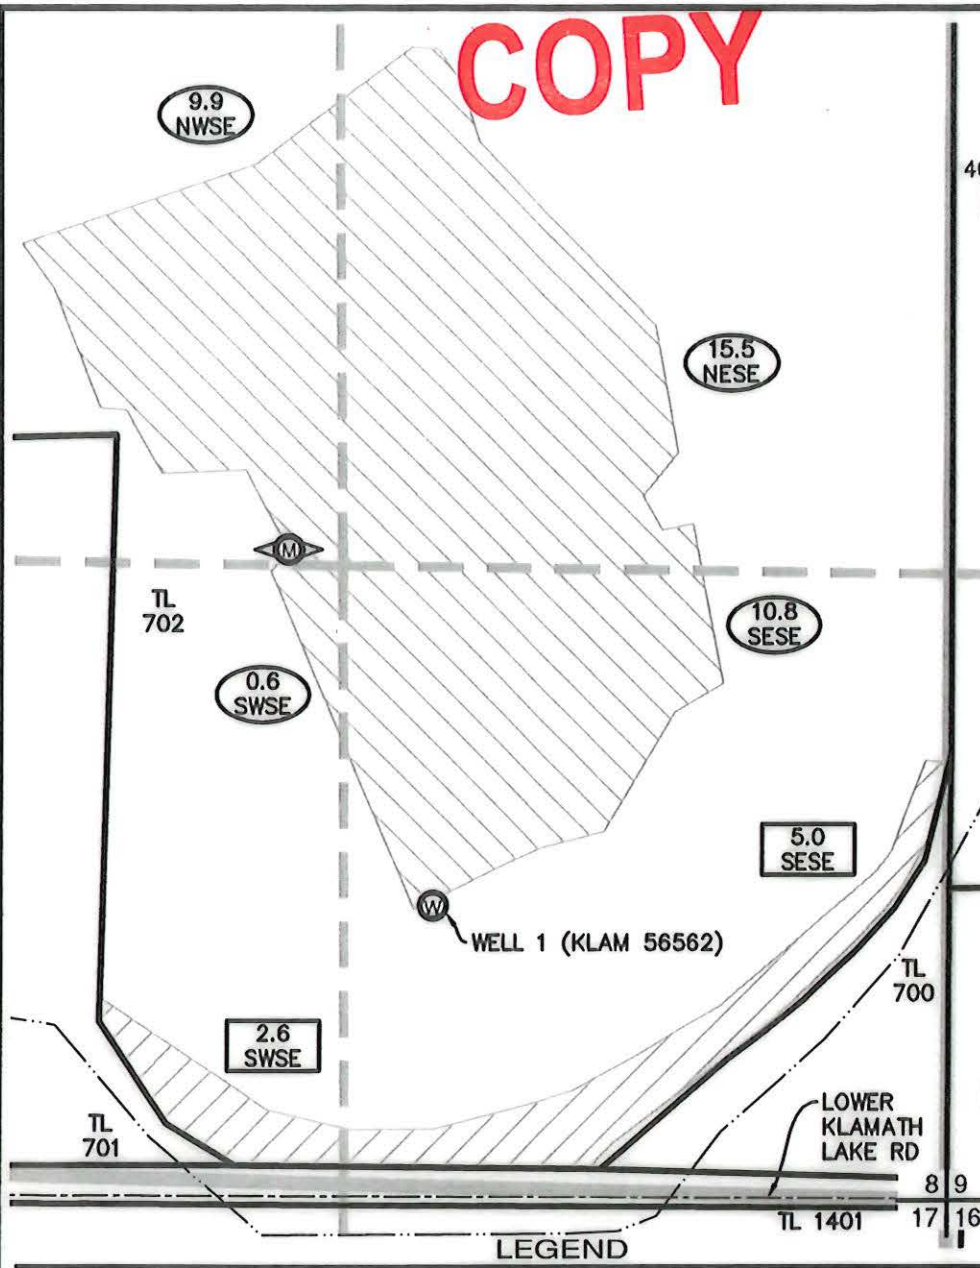 COPY
9.9
NWSE
15.5
NESE
M
TL
702
10.8
SESE
0.6
SWSE
5.0
SESE
W
WELL 1 (KLAM 56562)
TL
700
2.6
SWSE
TL
701
LOWER
KLAMATH
LAKE RD
8 9
17 16
TL 1401
LEGEND